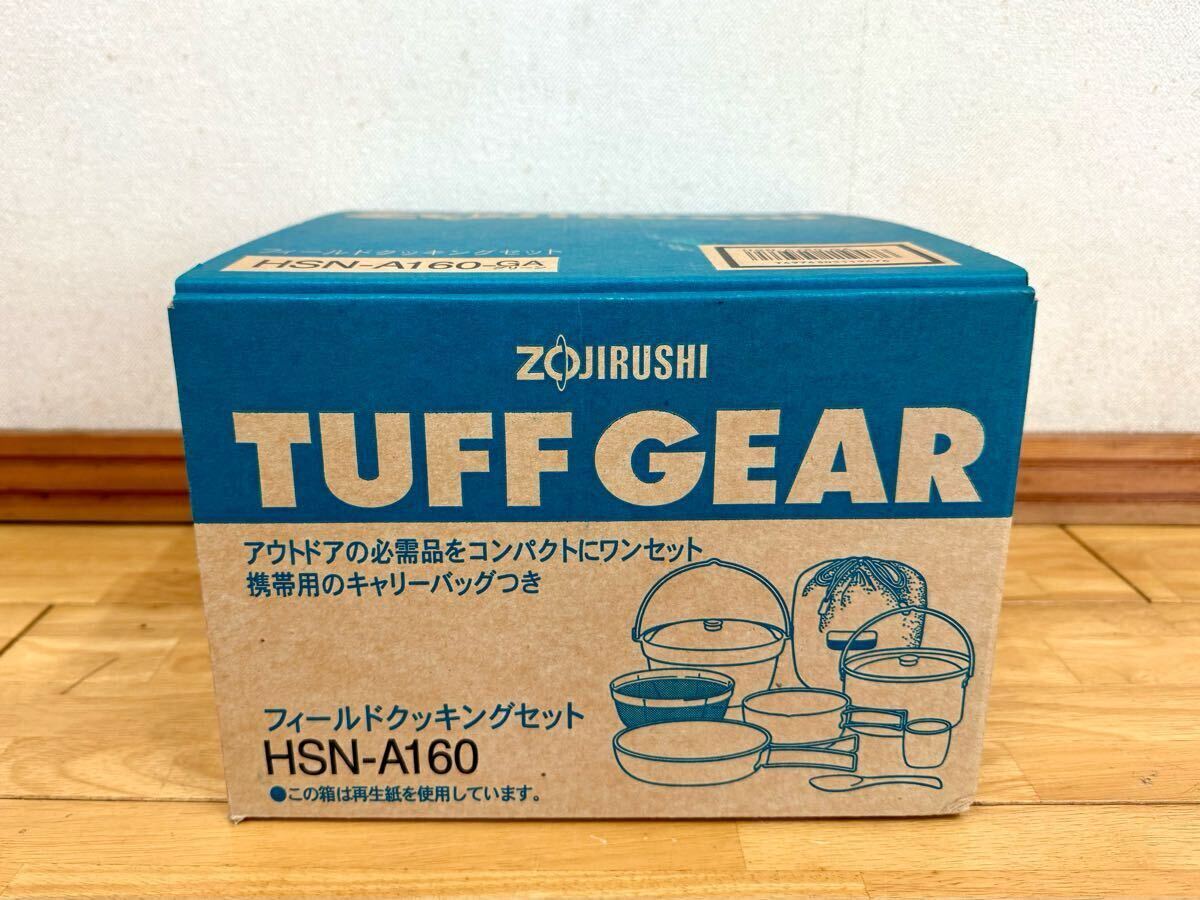 フィールドクッキングセット
HSN-A160-GA
ZOJIRUSHI
TUFF GEAR
アウトドアの必需品をコンパクトにワンセット
携帯用のキャリーバッグつき
フィールドクッキングセット
HSN-A160
●この箱は再生紙を使用しています。